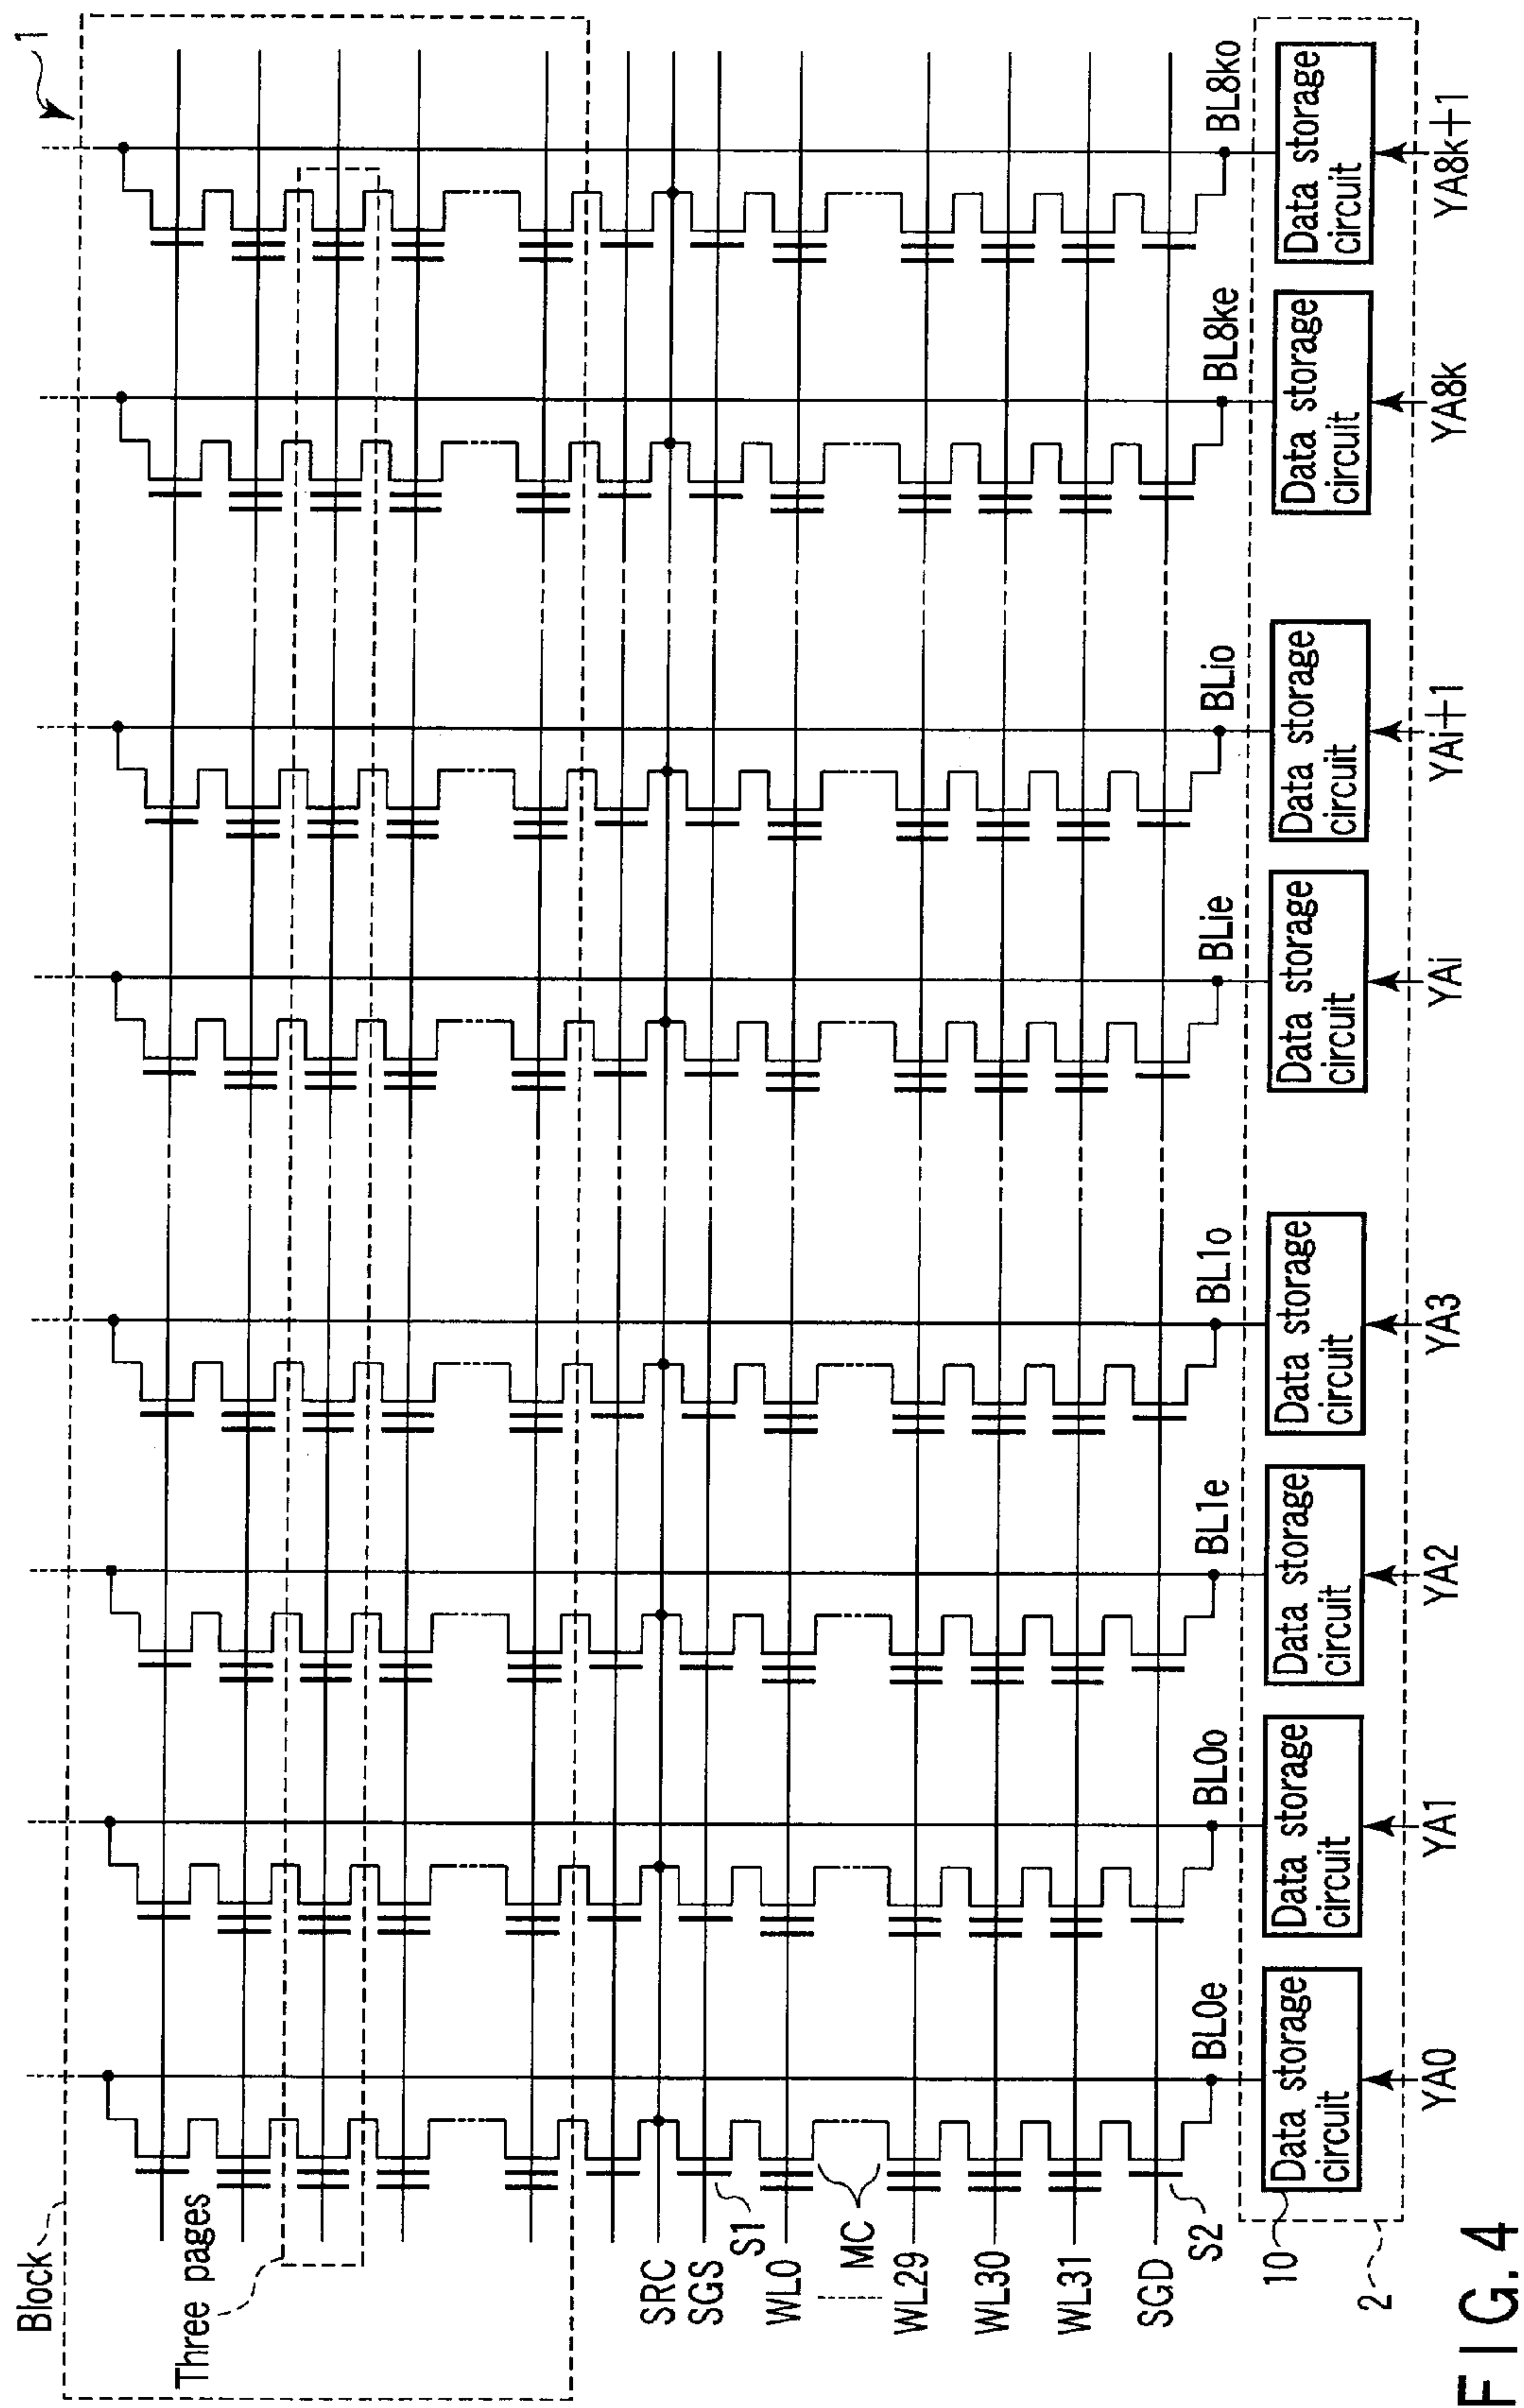 1
Block
Three pages
SRC
SGS
S1
WL0
MC
WL29
WL30
WL31
SGD
S2
BL0e
BL0o
BL1e
BL1o
BLie
BLio
BL8ke
BL8ko
10
Data storage
circuit
Data storage
circuit
Data storage
circuit
Data storage
circuit
Data storage
circuit
Data storage
circuit
Data storage
circuit
Data storage
circuit
2
YA0
YA1
YA2
YA3
YAi
YAi+1
YA8k
YA8k+1
FIG. 4